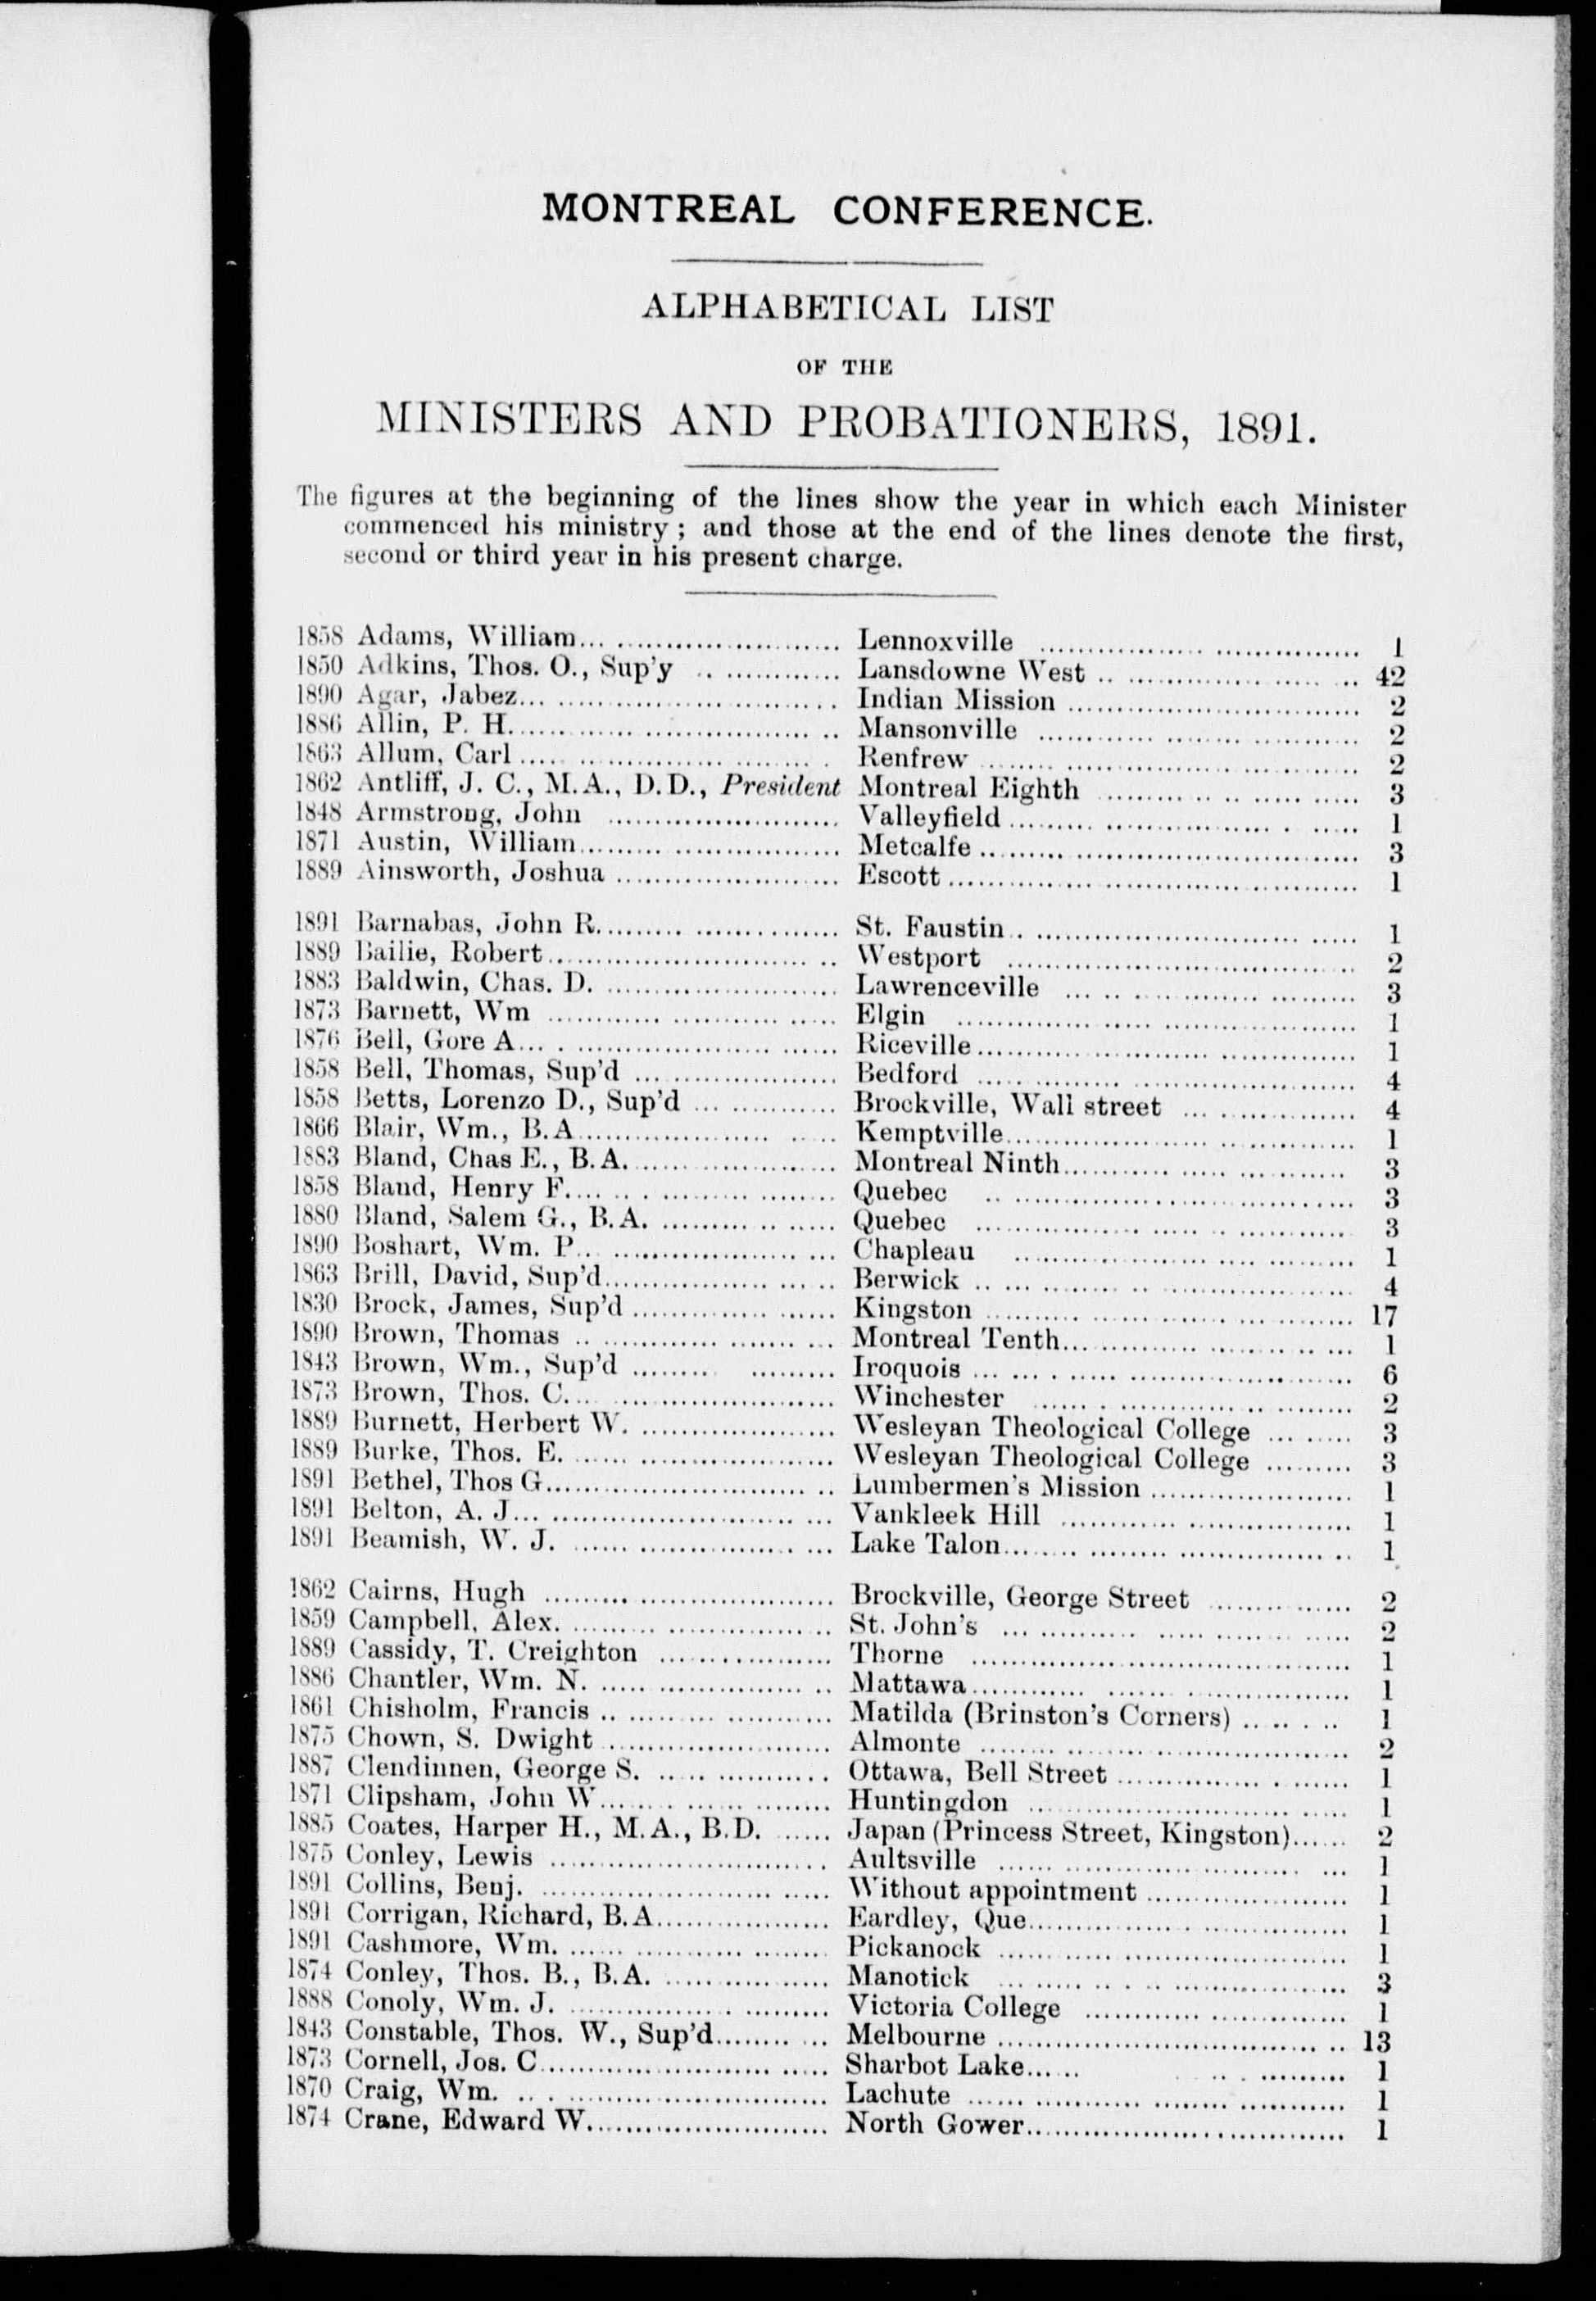 MONTREAL CONFERENCE.
ALPHABETICAL LIST
OF THE
MINISTERS AND PROBATIONERS, 1891.
The figures at the beginning of the lines show the year in which each Minister
commenced his ministry; and those at the end of the lines denote the first,
second or third year in his present charge.
1858 Adams, William ........ Lennoxville ........ 1
1850 Adkins, Thos. O., Sup'y ........ Lansdowne West ........ 42
1890 Agar, Jabez ........ Indian Mission ........ 2
1886 Allin, P. H. ........ Mansonville ........ 2
1863 Allum, Carl ........ Renfrew ........ 2
1862 Antliff, J. C., M.A., D.D., President Montreal Eighth ........ 3
1848 Armstrong, John ........ Valleyfield ........ 1
1871 Austin, William ........ Metcalfe ........ 3
1889 Ainsworth, Joshua ........ Escott ........ 1
1891 Barnabas, John R. ........ St. Faustin ........ 1
1889 Bailie, Robert ........ Westport ........ 2
1883 Baldwin, Chas. D. ........ Lawrenceville ........ 3
1873 Barnett, Wm ........ Elgin ........ 1
1876 Bell, Gore A. ........ Riceville ........ 1
1858 Bell, Thomas, Sup'd ........ Bedford ........ 4
1858 Betts, Lorenzo D., Sup'd ........ Brockville, Wall street ........ 4
1866 Blair, Wm., B.A. ........ Kemptville ........ 1
1883 Bland, Chas E., B.A. ........ Montreal Ninth ........ 3
1858 Bland, Henry F. ........ Quebec ........ 3
1880 Bland, Salem G., B.A. ........ Quebec ........ 3
1890 Boshart, Wm. P. ........ Chapleau ........ 1
1863 Brill, David, Sup'd ........ Berwick ........ 4
1830 Brock, James, Sup'd ........ Kingston ........ 17
1890 Brown, Thomas ........ Montreal Tenth ........ 1
1843 Brown, Wm., Sup'd ........ Iroquois ........ 6
1873 Brown, Thos. C. ........ Winchester ........ 2
1889 Burnett, Herbert W. ........ Wesleyan Theological College ........ 3
1889 Burke, Thos. E. ........ Wesleyan Theological College ........ 3
1891 Bethel, Thos G. ........ Lumbermen's Mission ........ 1
1891 Belton, A. J. ........ Vankleek Hill ........ 1
1891 Beamish, W. J. ........ Lake Talon ........ 1
1862 Cairns, Hugh ........ Brockville, George Street ........ 2
1859 Campbell, Alex. ........ St. John's ........ 2
1889 Cassidy, T. Creighton ........ Thorne ........ 1
1886 Chantler, Wm. N. ........ Mattawa ........ 1
1861 Chisholm, Francis ........ Matilda (Brinston's Corners) ........ 1
1875 Chown, S. Dwight ........ Almonte ........ 2
1887 Clendinnen, George S. ........ Ottawa, Bell Street ........ 1
1871 Clipsham, John W. ........ Huntingdon ........ 1
1885 Coates, Harper H., M.A., B.D. ........ Japan (Princess Street, Kingston) ........ 2
1875 Conley, Lewis ........ Aultsville ........ 1
1891 Collins, Benj. ........ Without appointment ........ 1
1891 Corrigan, Richard, B.A. ........ Eardley, Que. ........ 1
1891 Cashmore, Wm. ........ Pickanock ........ 1
1874 Conley, Thos. B., B.A. ........ Manotick ........ 3
1888 Conoly, Wm. J. ........ Victoria College ........ 1
1843 Constable, Thos. W., Sup'd ........ Melbourne ........ 13
1873 Cornell, Jos. C. ........ Sharbot Lake ........ 1
1870 Craig, Wm. ........ Lachute ........ 1
1874 Crane, Edward W. ........ North Gower ........ 1